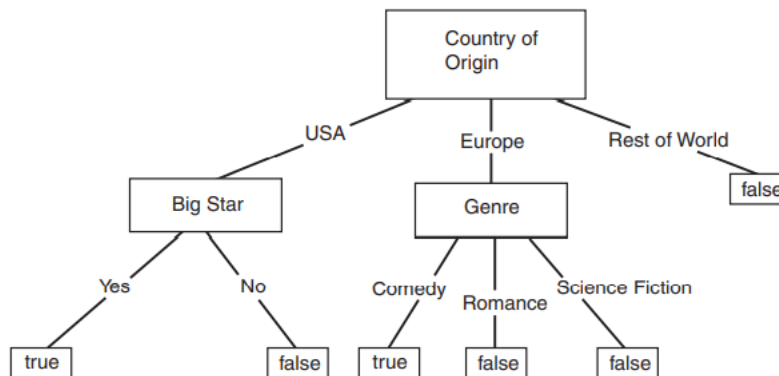 Country of
Origin
USA
Europe
Rest of World
Big Star
Genre
false
Yes
No
Comedy
Romance
Science Fiction
true
false
true
false
false